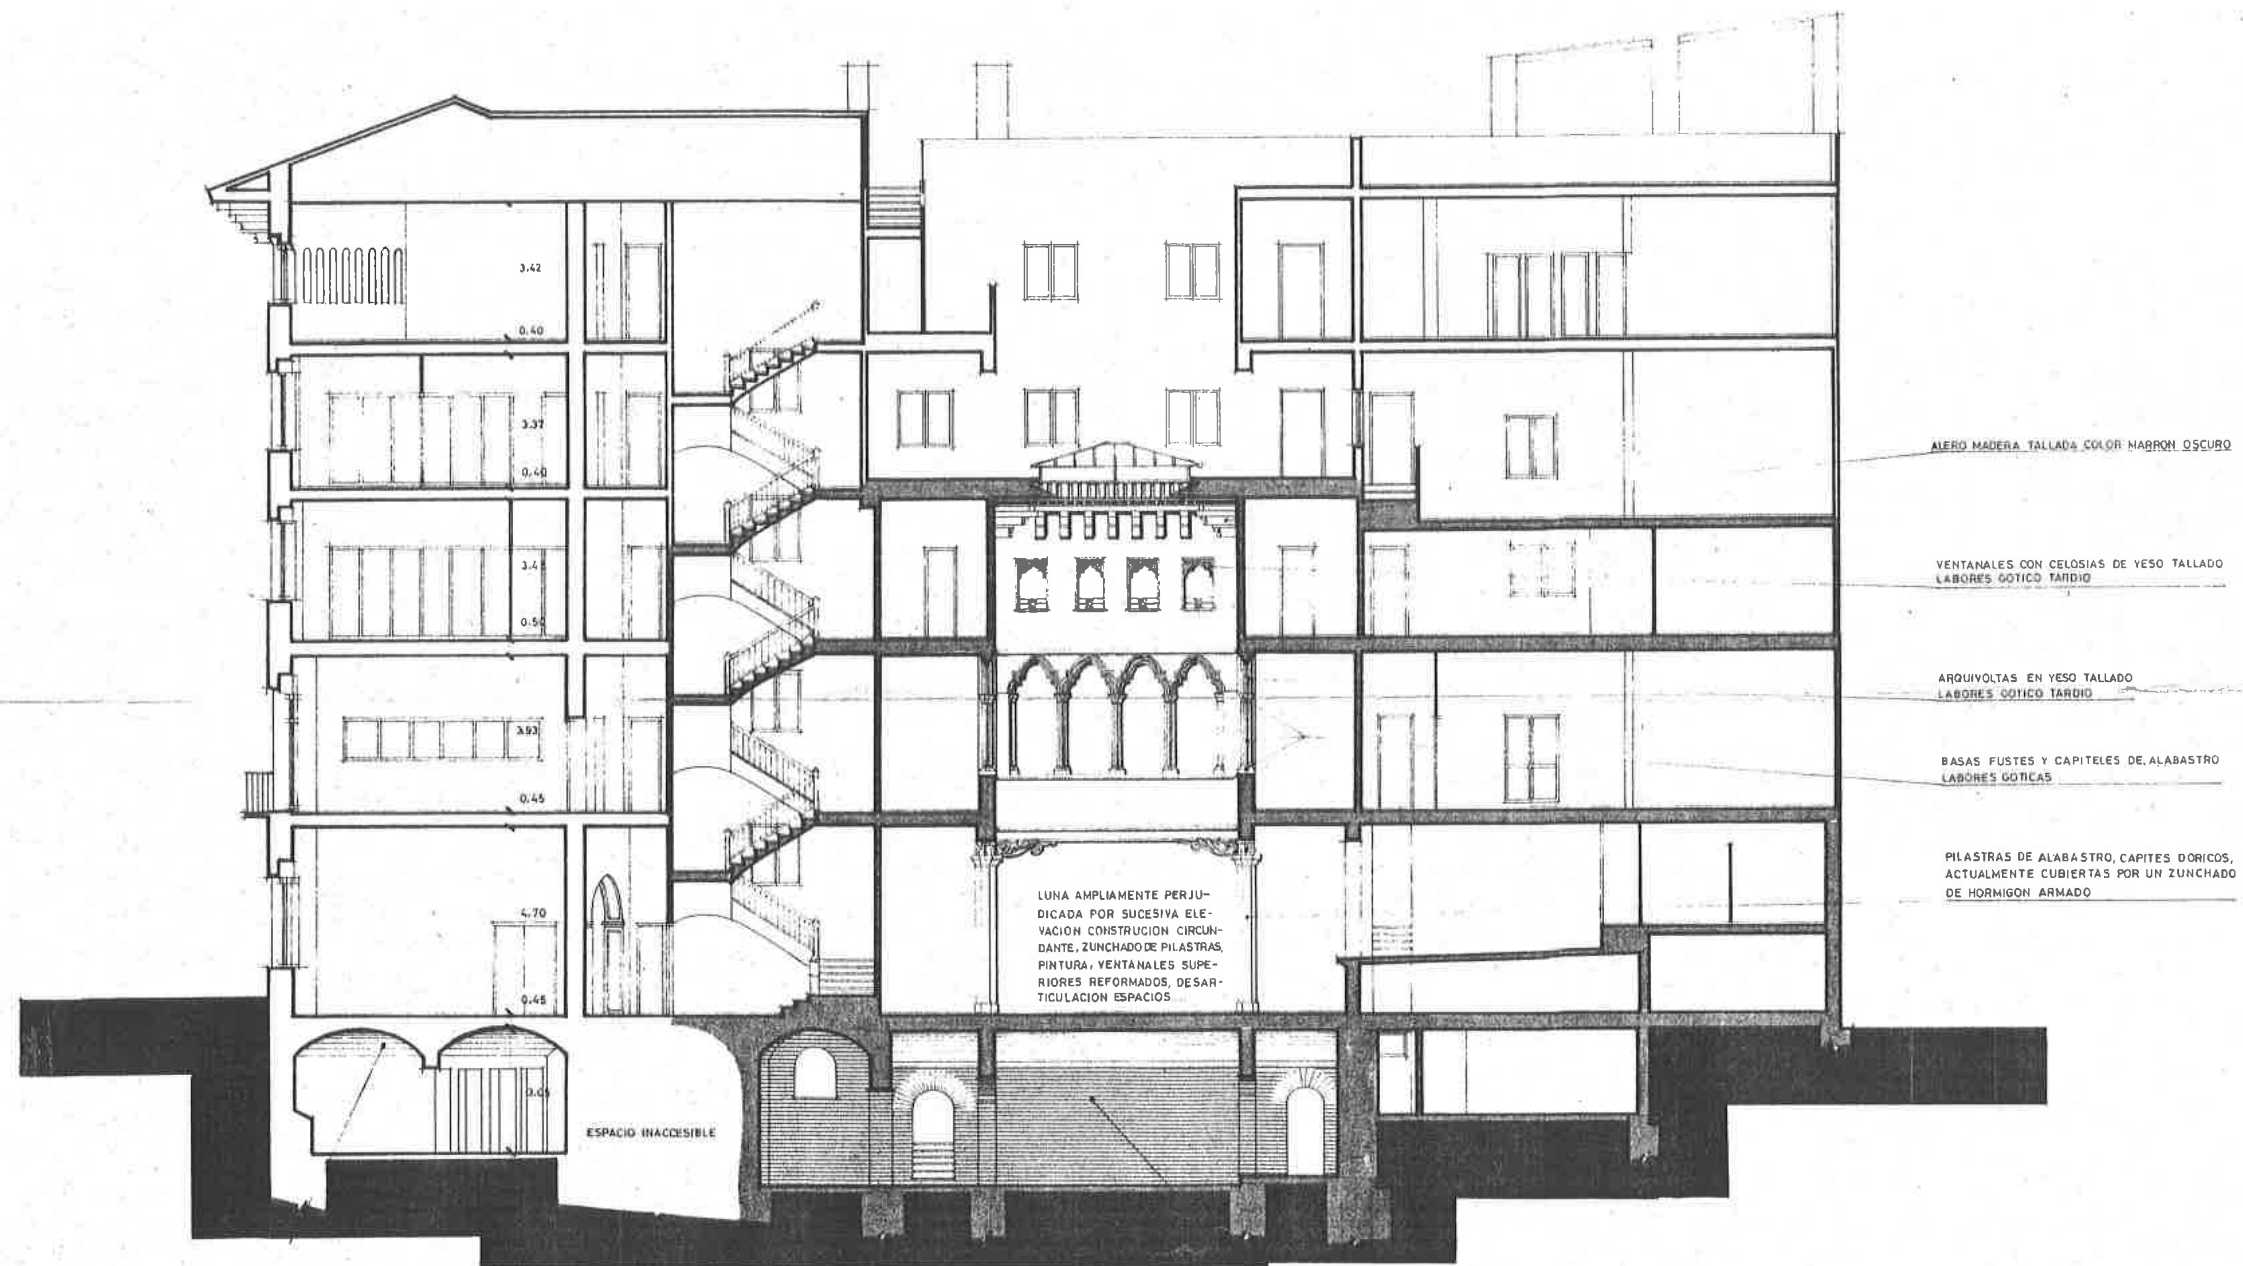 3.42
0.40
3.37
0.40
3.4
0.50
3.93
0.45
4.70
0.45
ESPACIO INACCESIBLE
LUNA AMPLIAMENTE PERJU-
DICADA POR SUCESIVA ELE-
VACION CONSTRUCION CIRCUN-
DANTE, ZUNCHADO DE PILASTRAS,
PINTURA, VENTANALES SUPE-
RIORES REFORMADOS, DESAR-
TICULACION ESPACIOS
ALERO MADERA TALLADA COLOR MARRON OSCURO
VENTANALES CON CELOSIAS DE YESO TALLADO
LABORES GOTICO TARDIO
ARQUIVOLTAS EN YESO TALLADO
LABORES GOTICO TARDIO
BASAS FUSTES Y CAPITELES DE ALABASTRO
LABORES GOTICAS
PILASTRAS DE ALABASTRO, CAPITES DORICOS,
ACTUALMENTE CUBIERTAS POR UN ZUNCHADO
DE HORMIGON ARMADO